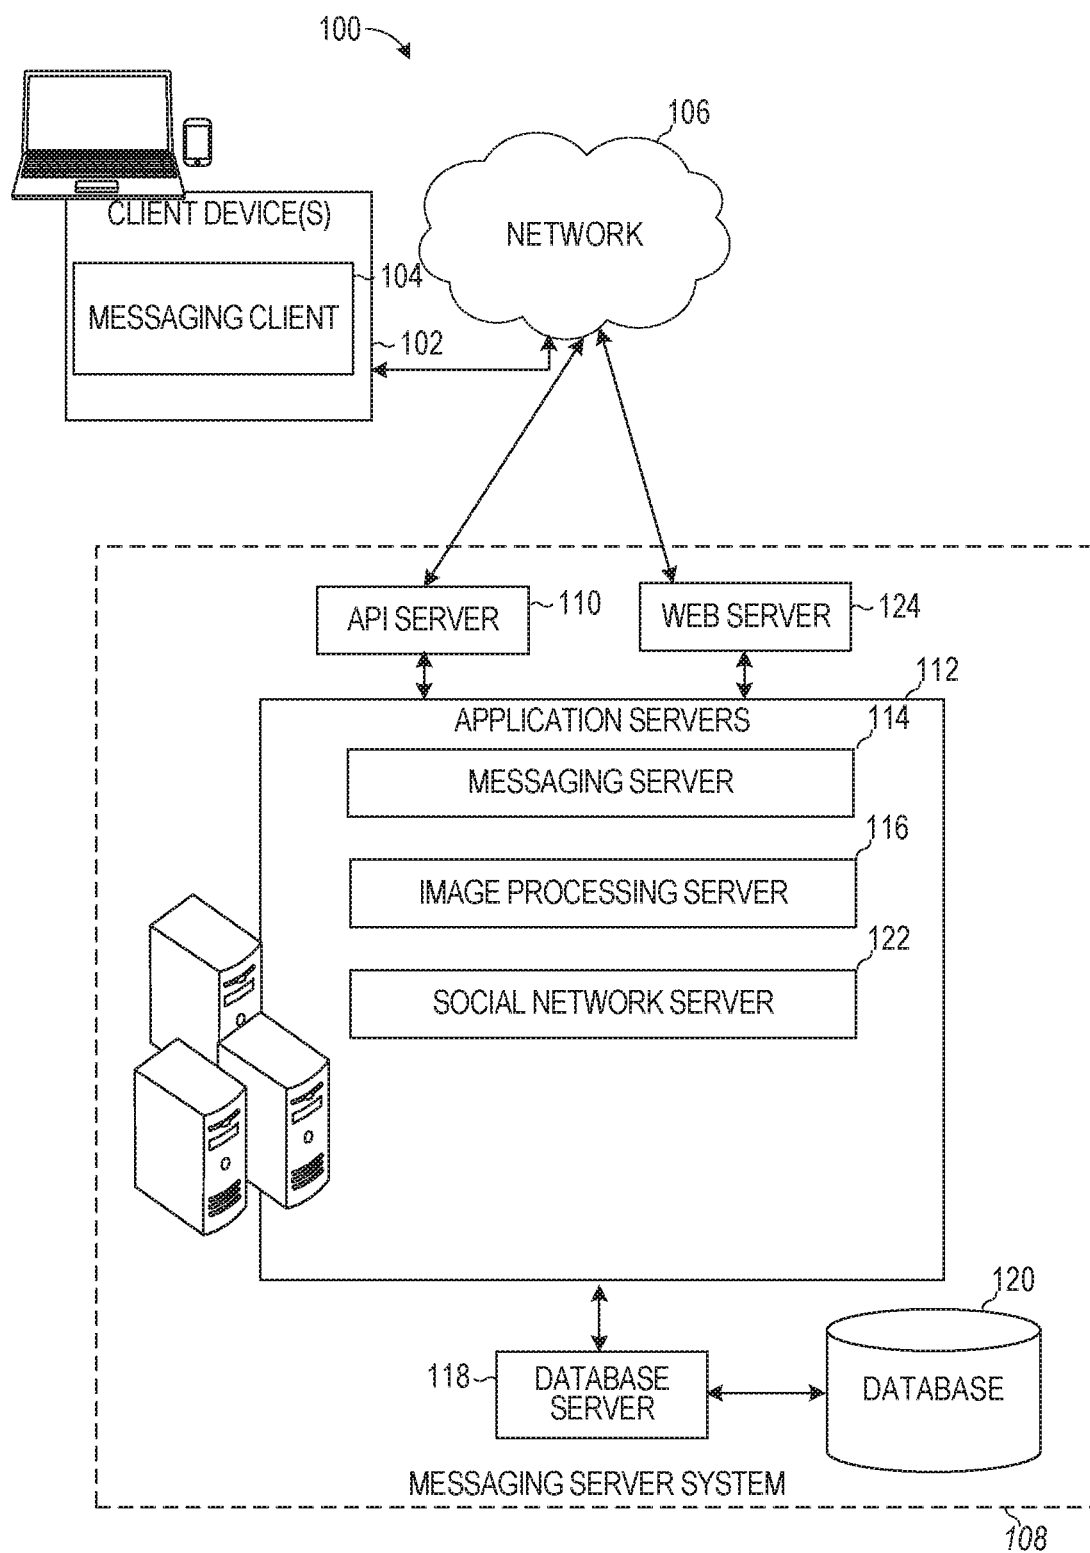 100
106
CLIENT DEVICE(S)
NETWORK
104
MESSAGING CLIENT
102
API SERVER
110
WEB SERVER
124
112
APPLICATION SERVERS
114
MESSAGING SERVER
116
IMAGE PROCESSING SERVER
122
SOCIAL NETWORK SERVER
120
118
DATABASE
SERVER
DATABASE
MESSAGING SERVER SYSTEM
108